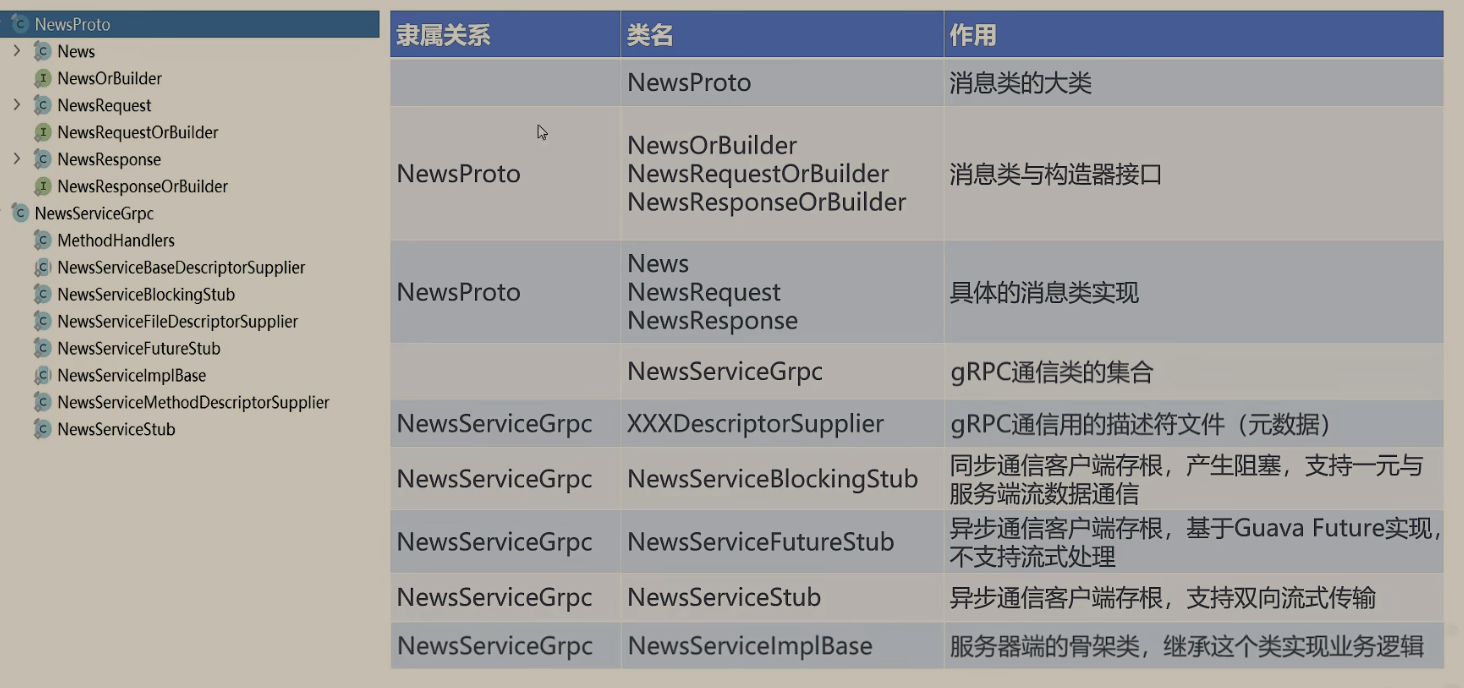 NewsProto
News
NewsOrBuilder
NewsRequest
NewsRequestOrBuilder
NewsResponse
NewsResponseOrBuilder
NewsServiceGrpc
MethodHandlers
NewsServiceBaseDescriptorSupplier
NewsServiceBlockingStub
NewsServiceFileDescriptorSupplier
NewsServiceFutureStub
NewsServiceImplBase
NewsServiceMethodDescriptorSupplier
NewsServiceStub
隶属关系 类名 作用
NewsProto 消息类的大类
NewsOrBuilder
NewsProto NewsRequestOrBuilder 消息类与构造器接口
NewsResponseOrBuilder
News
NewsProto NewsRequest 具体的消息类实现
NewsResponse
NewsServiceGrpc gRPC通信类的集合
NewsServiceGrpc XXXDescriptorSupplier gRPC通信用的描述符文件（元数据）
NewsServiceGrpc NewsServiceBlockingStub 同步通信客户端存根，产生阻塞，支持一元与
服务端流数据通信
NewsServiceGrpc NewsServiceFutureStub 异步通信客户端存根，基于Guava Future实现，
不支持流式处理
NewsServiceGrpc NewsServiceStub 异步通信客户端存根，支持双向流式传输
NewsServiceGrpc NewsServiceImplBase 服务器端的骨架类，继承这个类实现业务逻辑